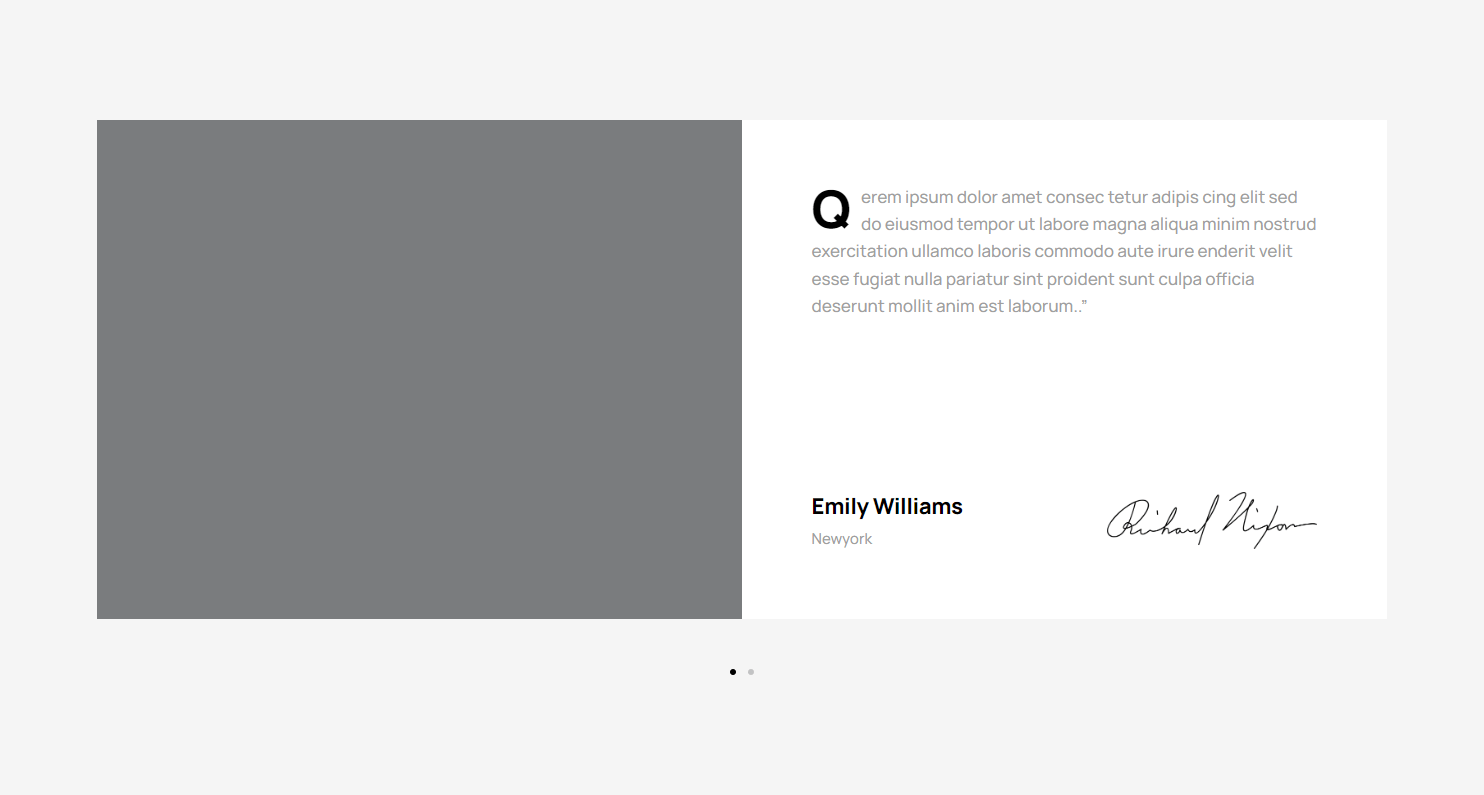 Qerem ipsum dolor amet consec tetur adipis cing elit sed
do eiusmod tempor ut labore magna aliqua minim nostrud
exercitation ullamco laboris commodo aute irure enderit velit
esse fugiat nulla pariatur sint proident sunt culpa officia
deserunt mollit anim est laborum..”
Emily Williams
Newyork
Richard Nixon